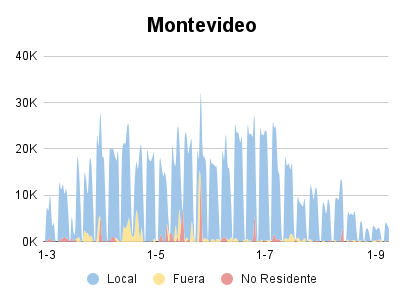 Montevideo
40K
30K
20K
10K
0K
1-3
1-5
1-7
1-9
Local
Fuera
No Residente